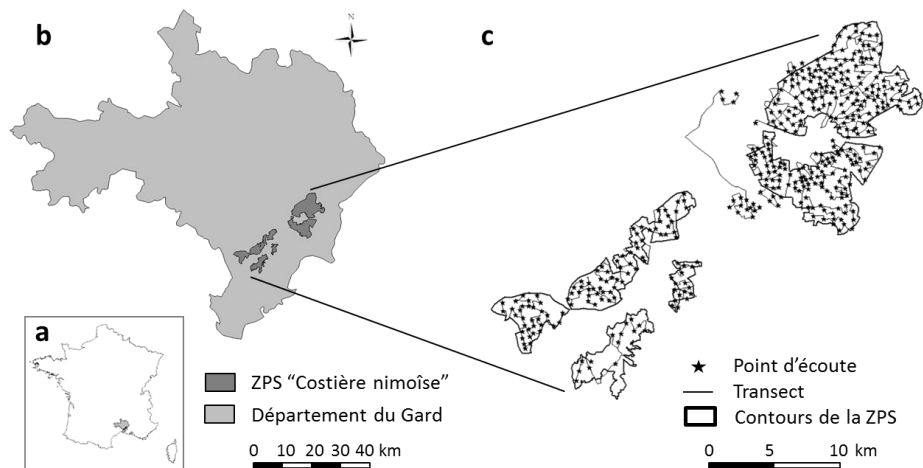 b
N
c
a
ZPS “Costière nimoîse”
Département du Gard
0 10 20 30 40 km
Point d’écoute
Transect
Contours de la ZPS
0 5 10 km